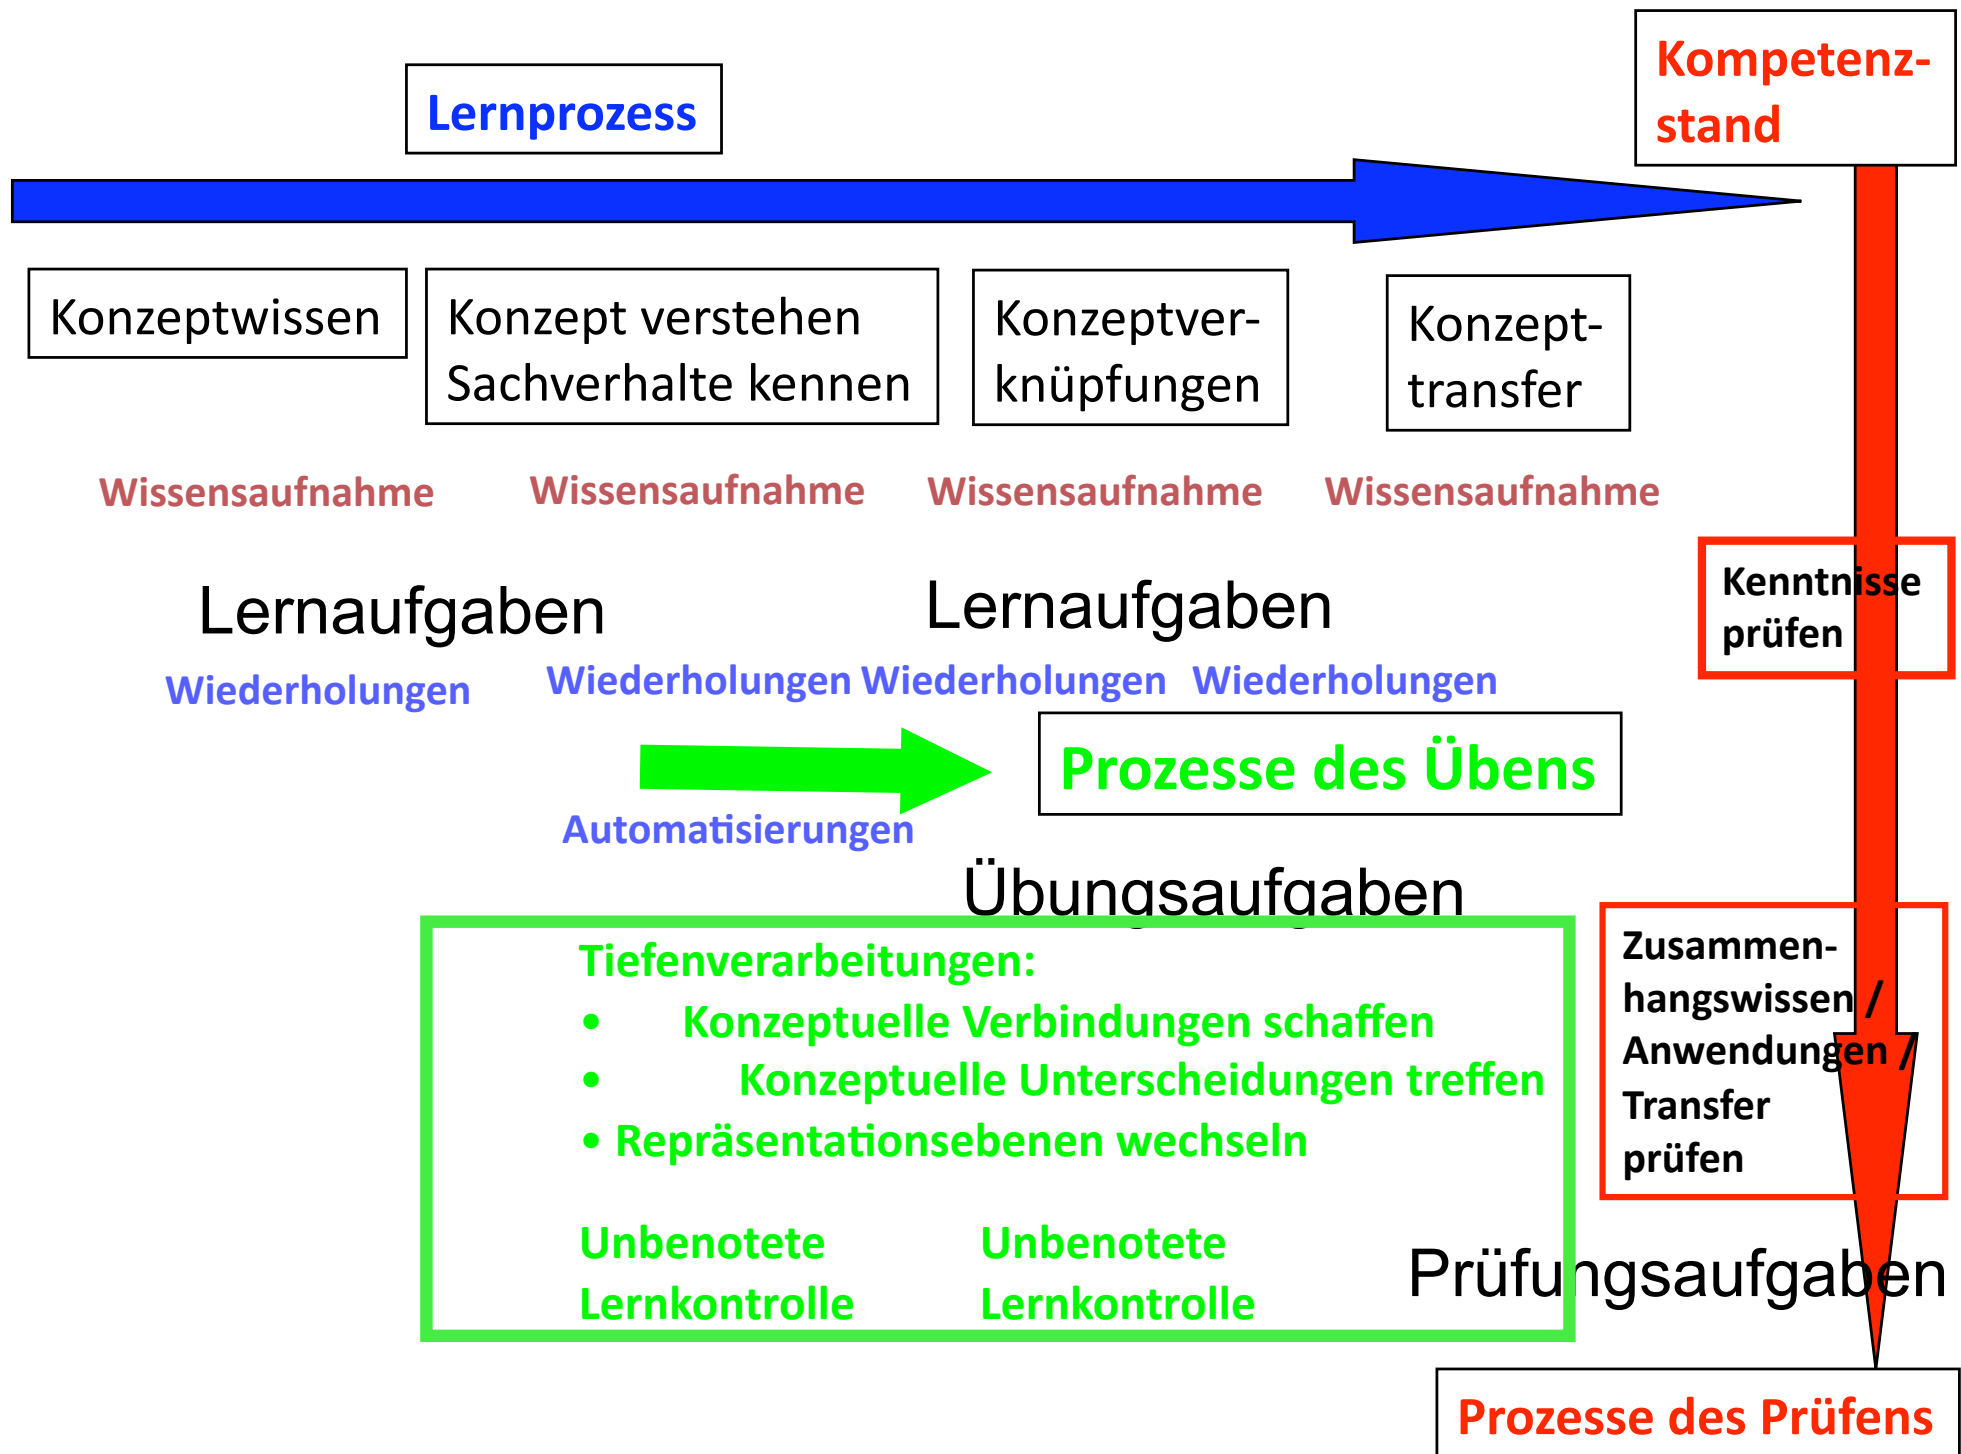 Kompetenz-
stand
Lernprozess
Konzeptwissen
Konzept verstehen
Sachverhalte kennen
Konzeptver-
knüpfungen
Konzept-
transfer
Wissensaufnahme
Wissensaufnahme
Wissensaufnahme
Wissensaufnahme
Lernaufgaben
Lernaufgaben
Kenntnisse
prüfen
Wiederholungen
Wiederholungen
Wiederholungen
Wiederholungen
Prozesse des Übens
Automatisierungen
Übungsaufgaben
Tiefenverarbeitungen:
• Konzeptuelle Verbindungen schaffen
• Konzeptuelle Unterscheidungen treffen
• Repräsentationsebenen wechseln
Unbenotete
Lernkontrolle
Unbenotete
Lernkontrolle
Zusammen-
hangswissen /
Anwendungen /
Transfer
prüfen
Prüfungsaufgaben
Prozesse des Prüfens